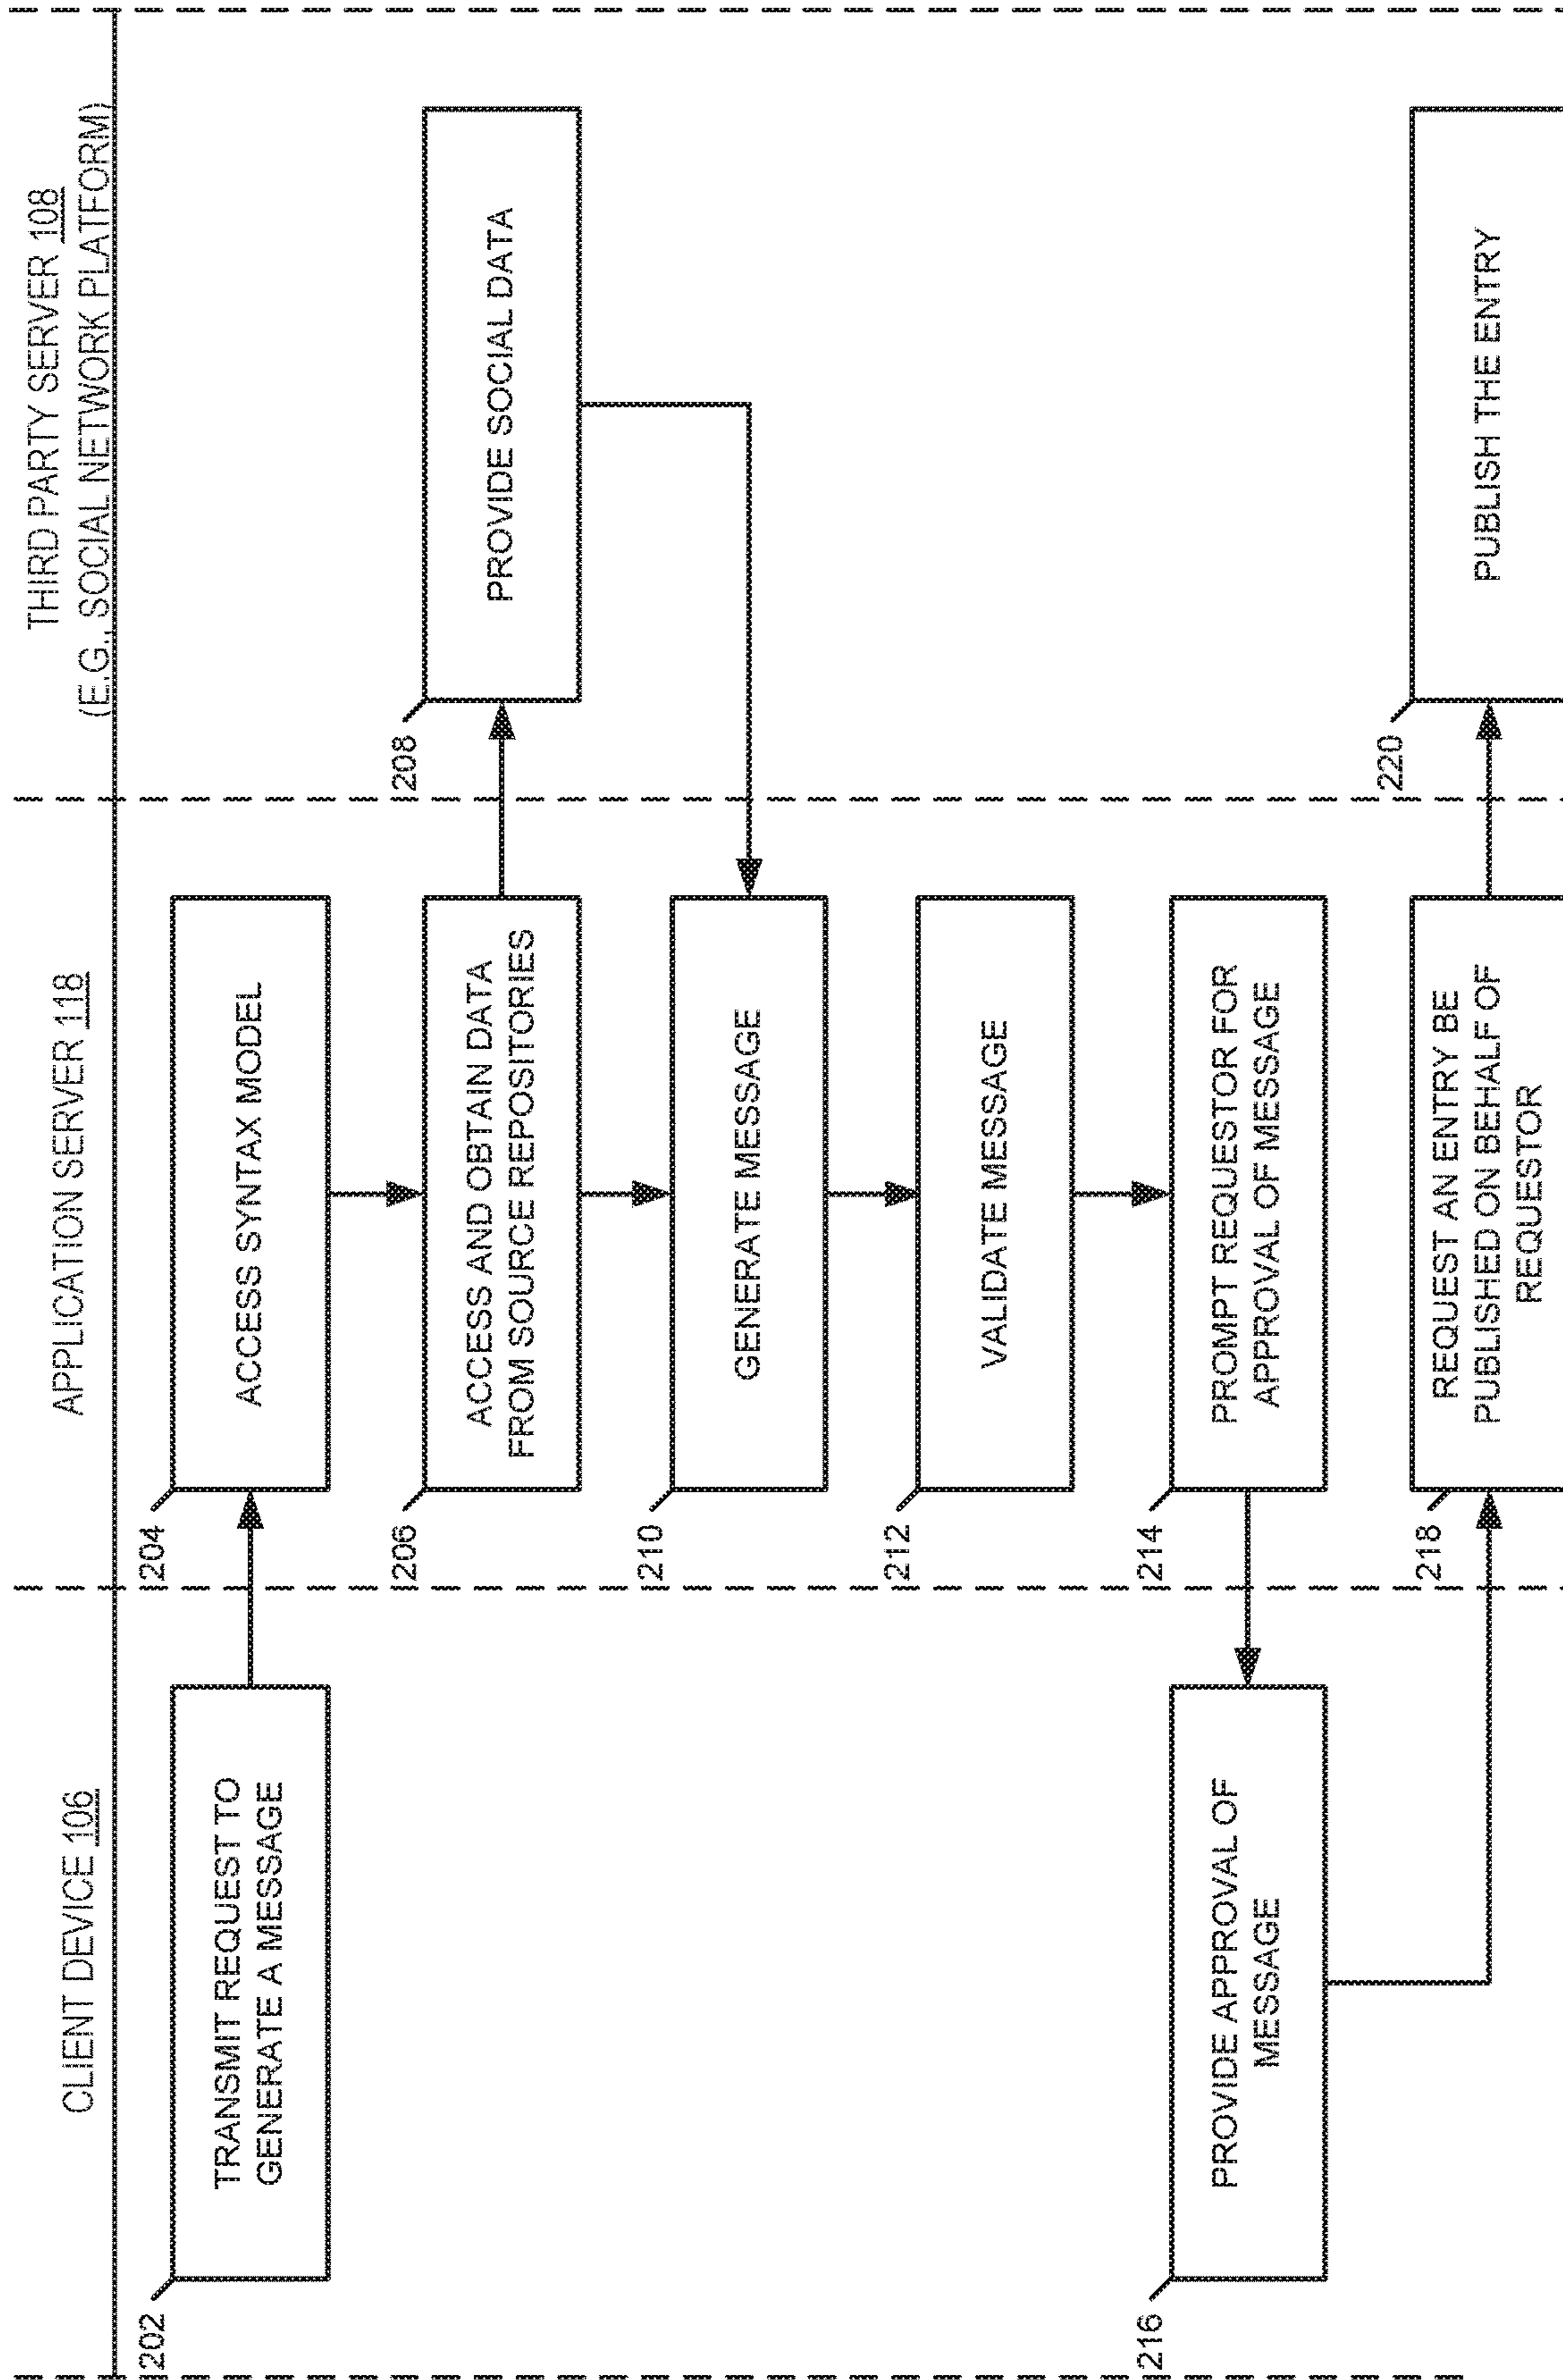 CLIENT DEVICE 106
APPLICATION SERVER 118
THIRD PARTY SERVER 108
(E.G., SOCIAL NETWORK PLATFORM)
202
TRANSMIT REQUEST TO
GENERATE A MESSAGE
204
ACCESS SYNTAX MODEL
206
ACCESS AND OBTAIN DATA
FROM SOURCE REPOSITORIES
208
PROVIDE SOCIAL DATA
210
GENERATE MESSAGE
212
VALIDATE MESSAGE
214
PROMPT REQUESTOR FOR
APPROVAL OF MESSAGE
216
PROVIDE APPROVAL OF
MESSAGE
218
REQUEST AN ENTRY BE
PUBLISHED ON BEHALF OF
REQUESTOR
220
PUBLISH THE ENTRY